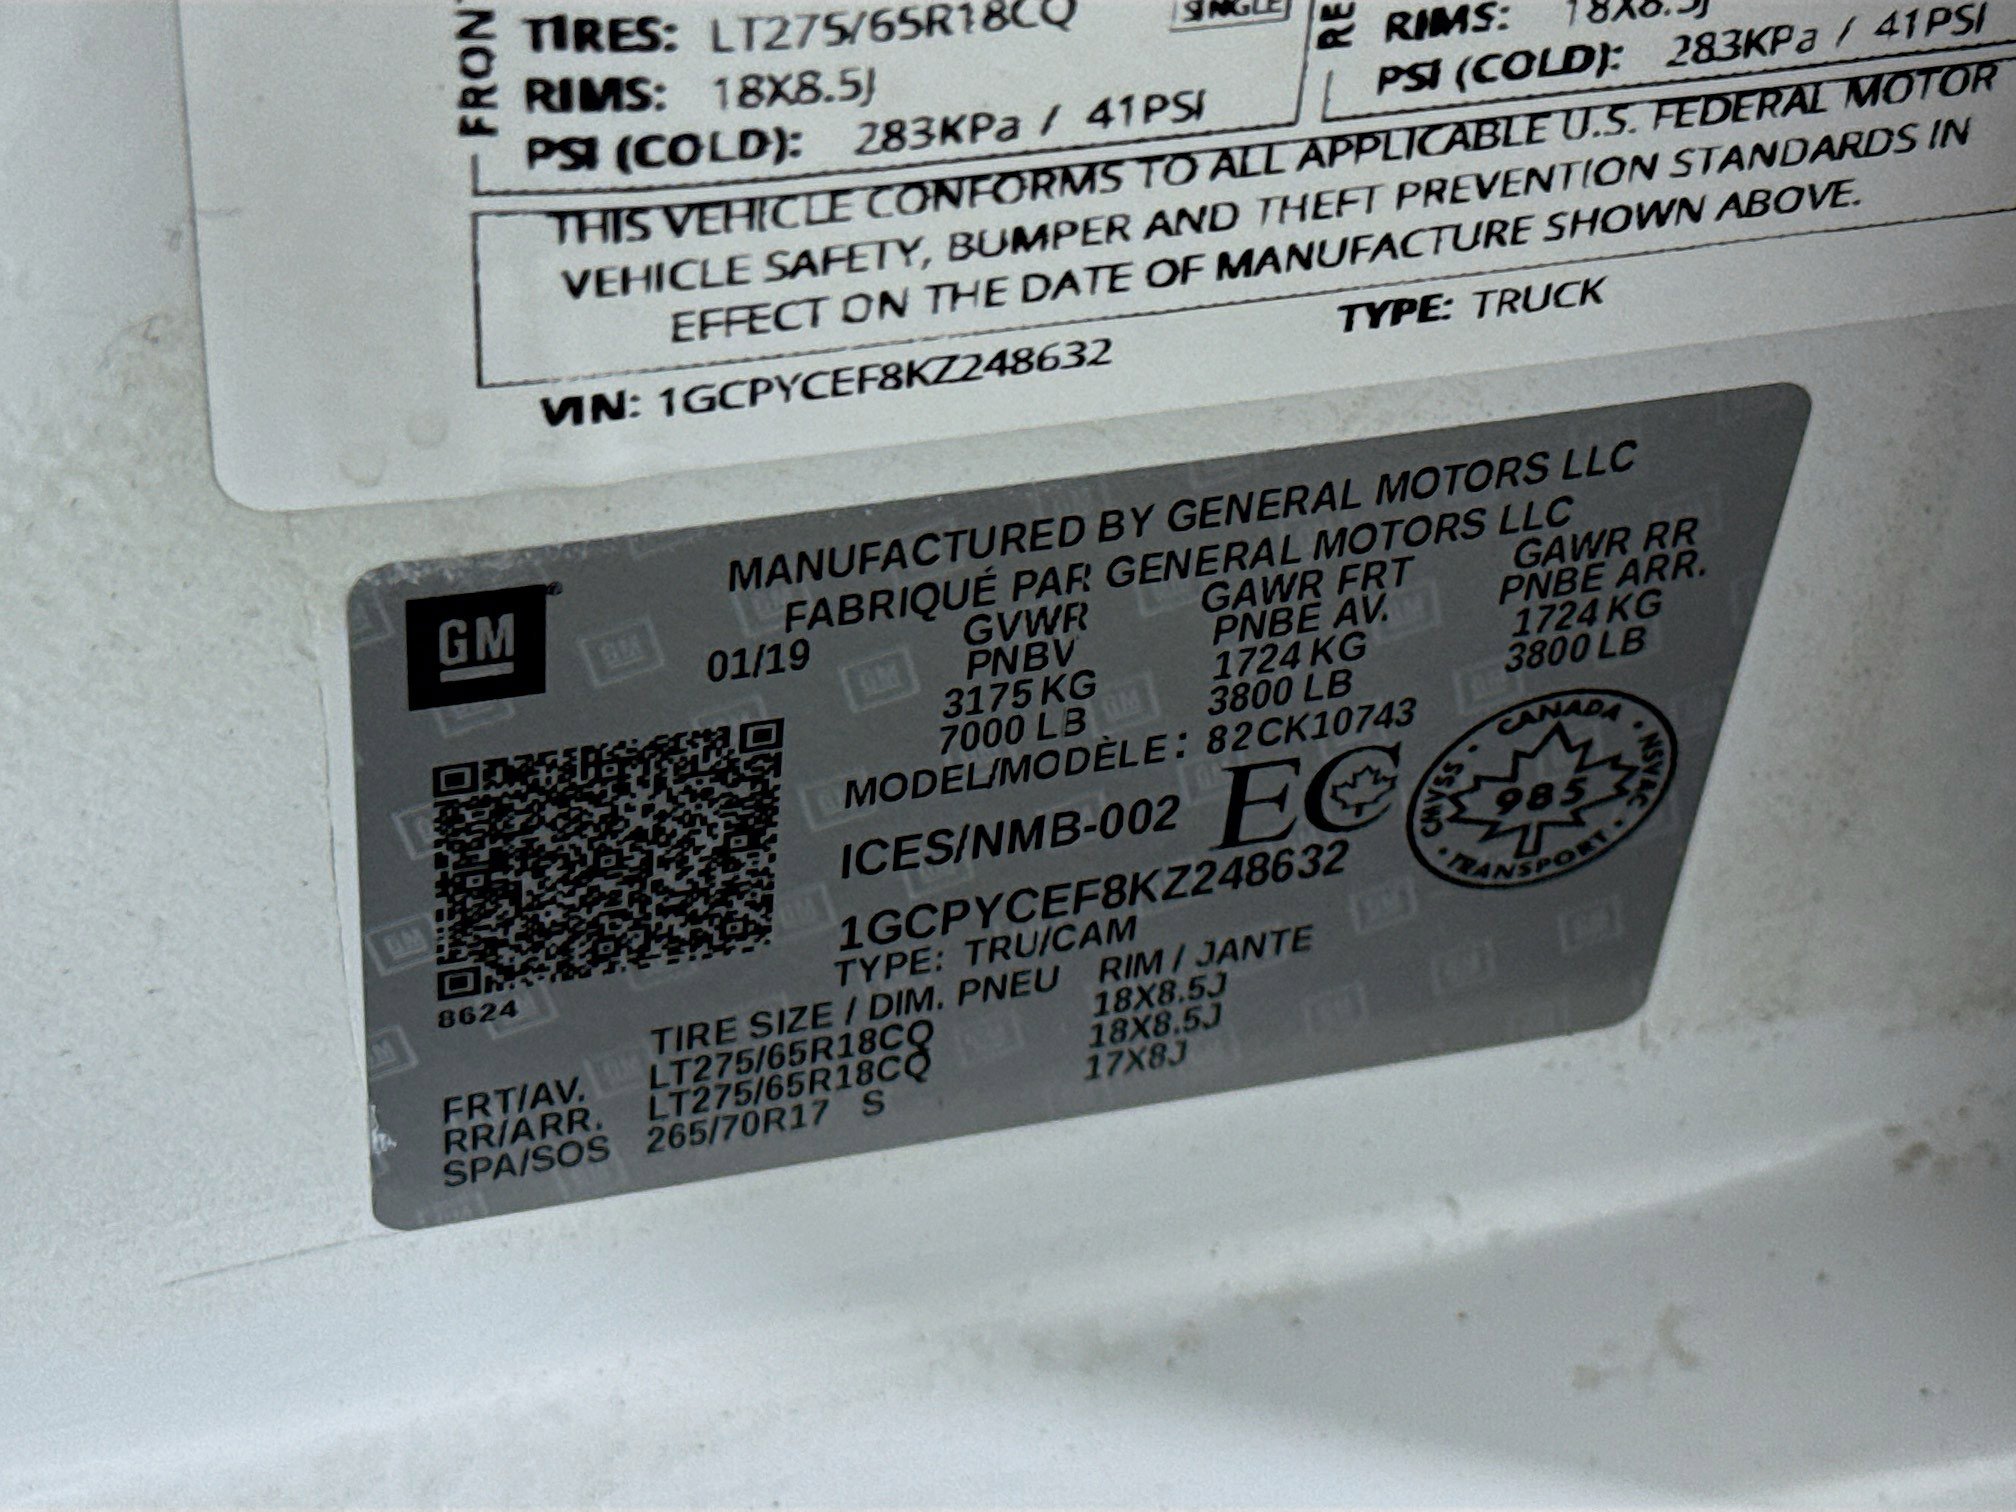 FRON
TIRES: LT275/65R18CQ
SINGLE
RIMS: 18X8.5J
PSI (COLD): 283KPa / 41PSI
RE
RIMS: 18X8.5J
PSI (COLD): 283KPa / 41PSI
THIS VEHICLE CONFORMS TO ALL APPLICABLE U.S. FEDERAL MOTOR
VEHICLE SAFETY, BUMPER AND THEFT PREVENTION STANDARDS IN
EFFECT ON THE DATE OF MANUFACTURE SHOWN ABOVE.
VIN: 1GCPYCEF8KZ248632
TYPE: TRUCK
GM
MANUFACTURED BY GENERAL MOTORS LLC
FABRIQUÉ PAR GENERAL MOTORS LLC
01/19
GVWR
PNBV
3175 KG
7000 LB
GAWR FRT
PNBE AV.
1724 KG
3800 LB
GAWR RR
PNBE ARR.
1724 KG
3800 LB
MODEL/MODÈLE: 82CK10743
ICES/NMB-002 EC
CANADA
CMVSS 985 NSVAC
TRANSPORT
1GCPYCEF8KZ248632
TYPE: TRU/CAM
8624
TIRE SIZE / DIM. PNEU RIM / JANTE
FRT/AV. LT275/65R18CQ 18X8.5J
RR/ARR. LT275/65R18CQ 18X8.5J
SPA/SOS 265/70R17 S 17X8J